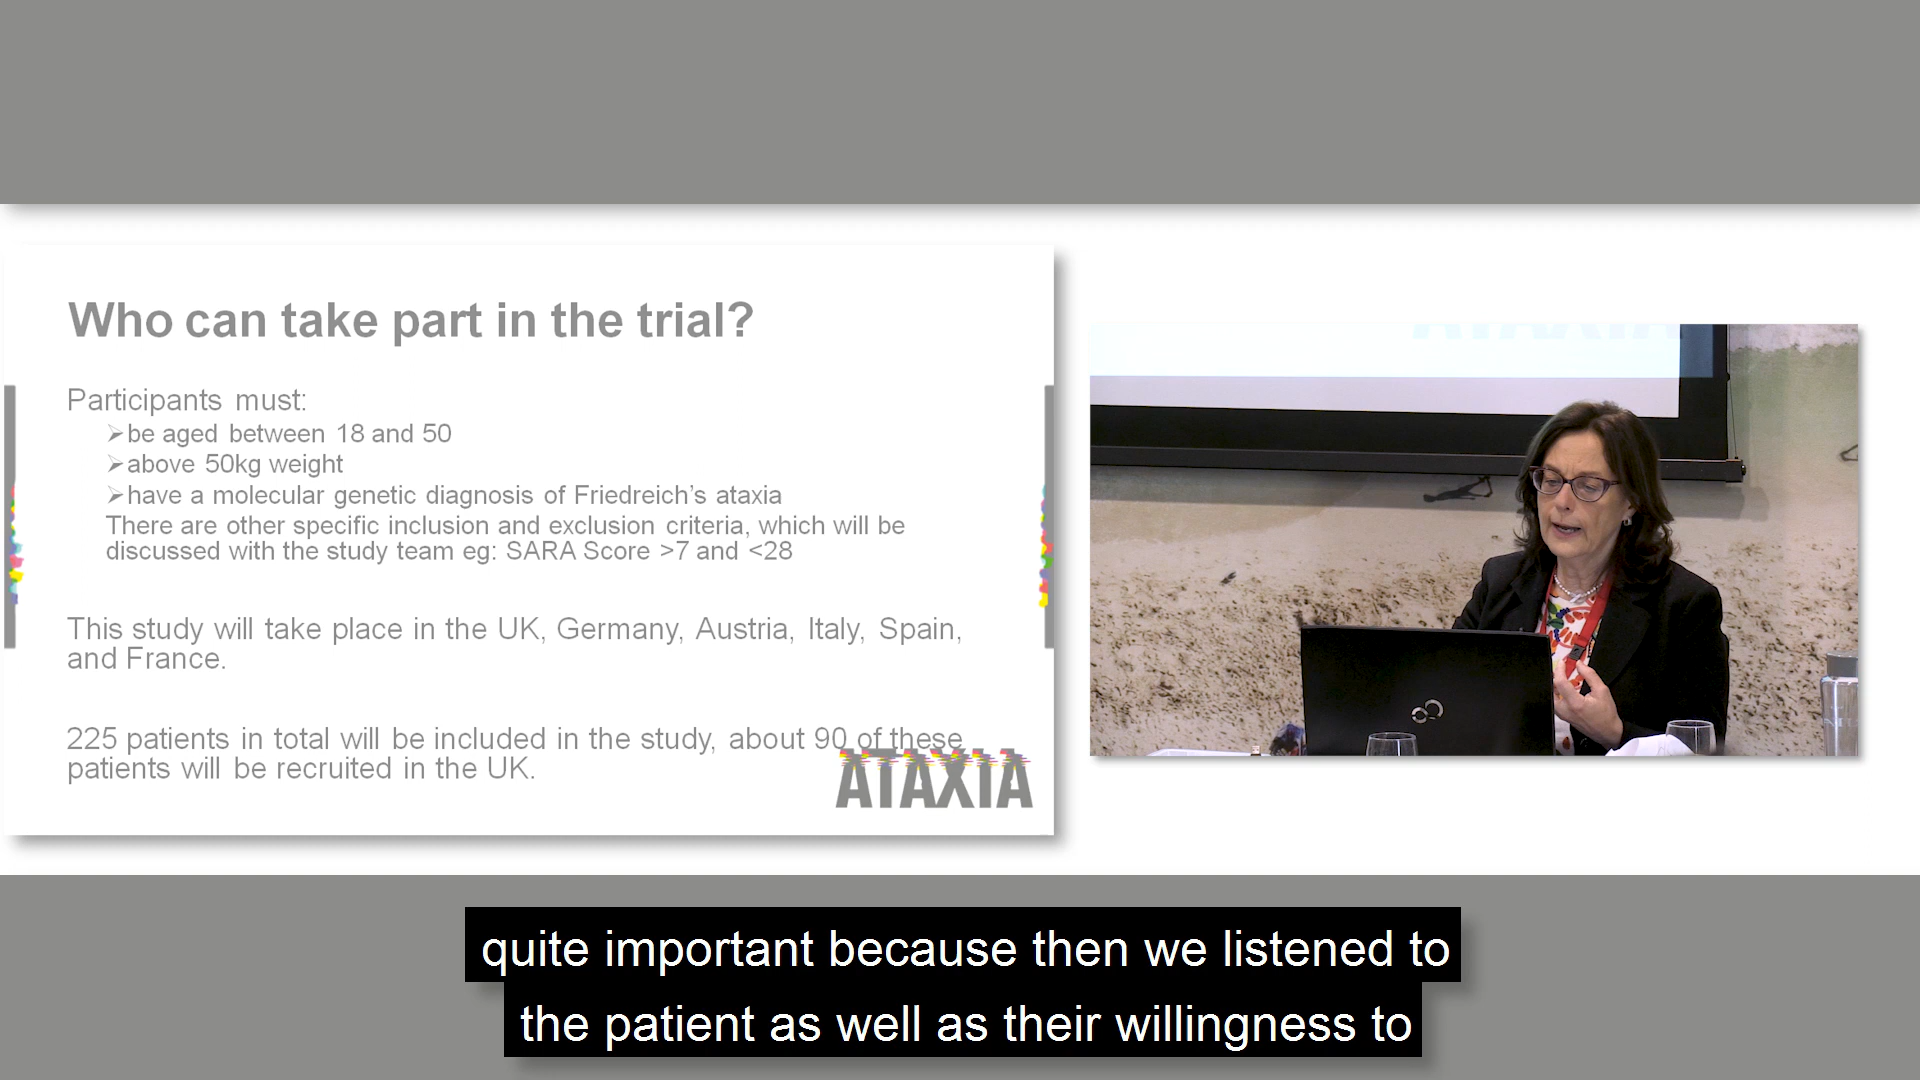 Who can take part in the trial?
Participants must:
➢be aged between 18 and 50
➢above 50kg weight
➢have a molecular genetic diagnosis of Friedreich's ataxia
There are other specific inclusion and exclusion criteria, which will be
discussed with the study team eg: SARA Score >7 and <28
This study will take place in the UK, Germany, Austria, Italy, Spain,
and France.
225 patients in total will be included in the study, about 90 of these
patients will be recruited in the UK.
ATAXIA
quite important because then we listened to
the patient as well as their willingness to